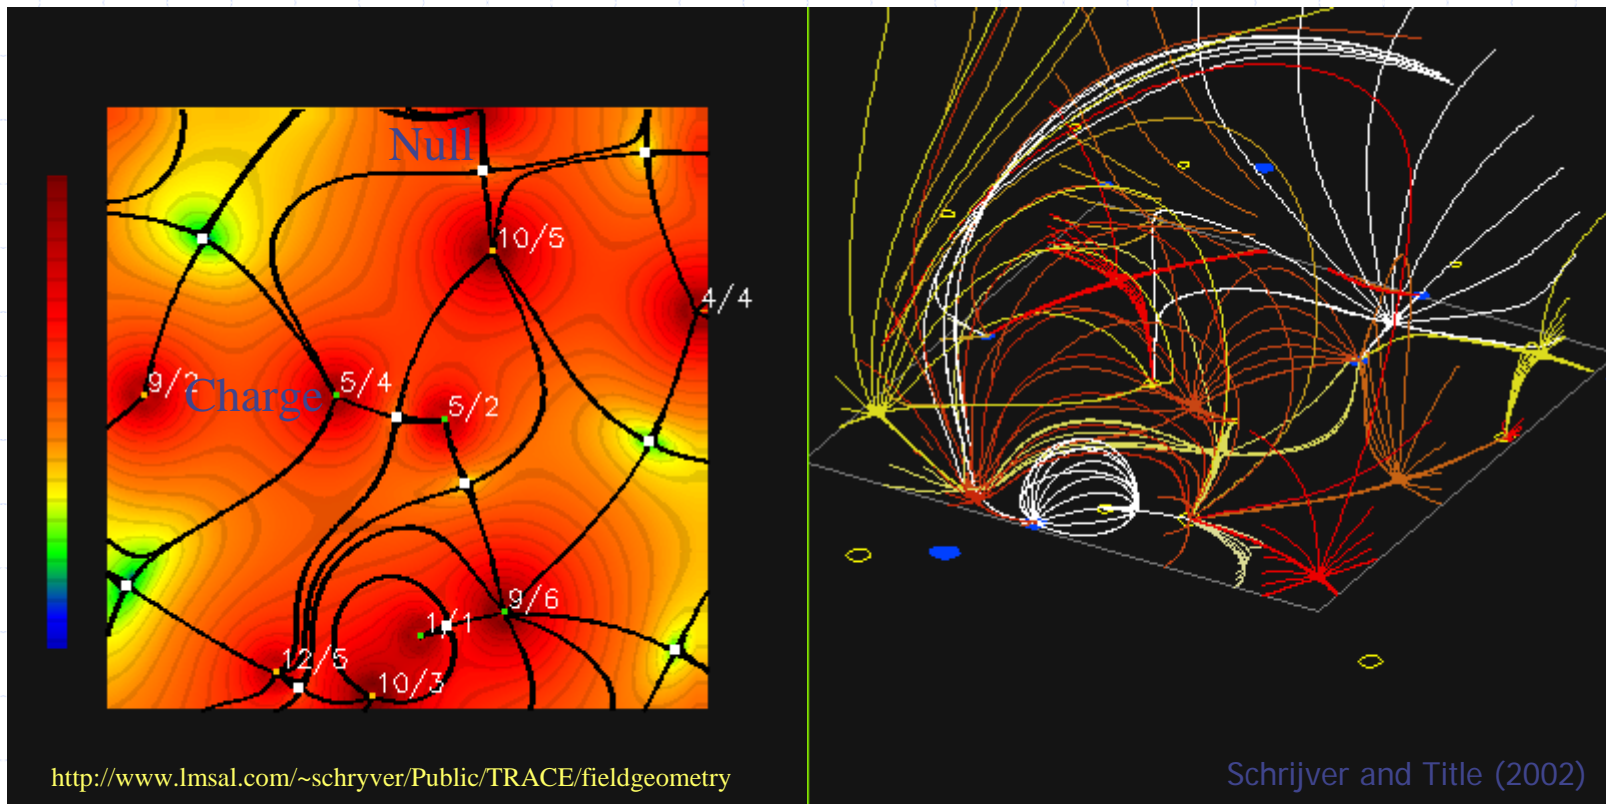 Null
10/5
4/4
9/2
Charge
5/4
5/2
9/6
1/1
12/5
10/3
http://www.lmsal.com/~schryver/Public/TRACE/fieldgeometry
Schrijver and Title (2002)